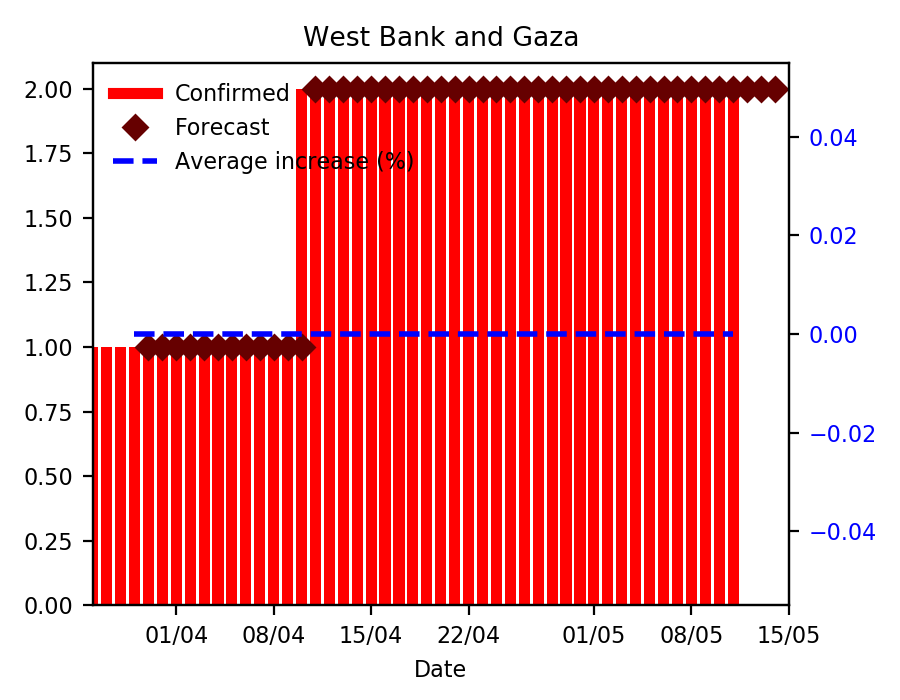 West Bank and Gaza
2.00
1.75
1.50
1.25
1.00
0.75
0.50
0.25
0.00
Confirmed
Forecast
Average increase (%)
0.04
0.02
0.00
−0.02
−0.04
01/04 08/04 15/04 22/04 01/05 08/05 15/05
Date